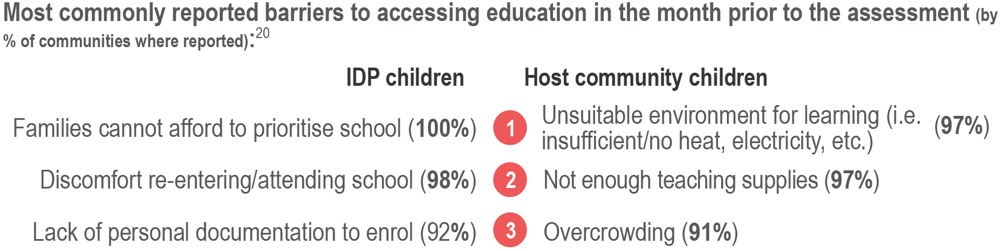 Most commonly reported barriers to accessing education in the month prior to the assessment (by
% of communities where reported):20
IDP children
Host community children
Families cannot afford to prioritise school (100%)
1
Unsuitable environment for learning (i.e.
insufficient/no heat, electricity, etc.)
(97%)
Discomfort re-entering/attending school (98%)
2
Not enough teaching supplies (97%)
Lack of personal documentation to enrol (92%)
3
Overcrowding (91%)